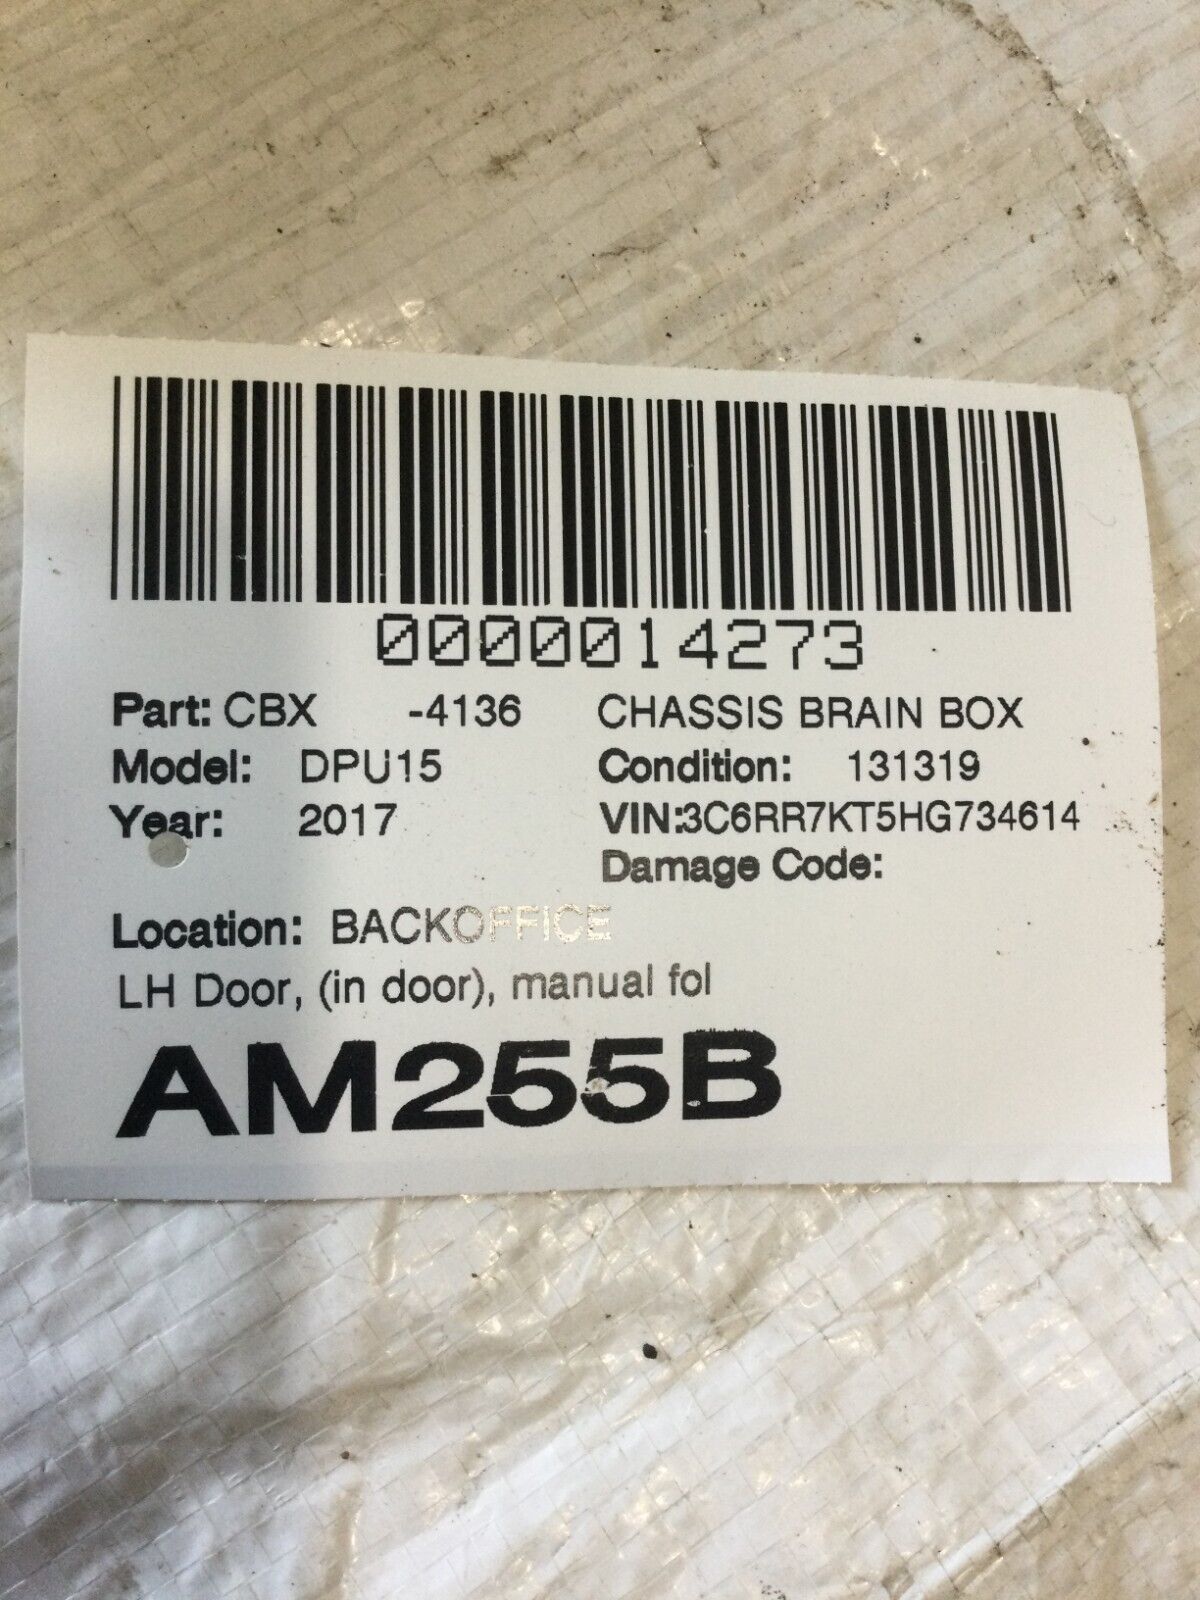 0000014273
Part: CBX -4136 CHASSIS BRAIN BOX
Model: DPU15 Condition: 131319
Year: 2017 VIN:3C6RR7KT5HG734614
Damage Code:
Location: BACKOFFICE
LH Door, (in door), manual fol
AM255B